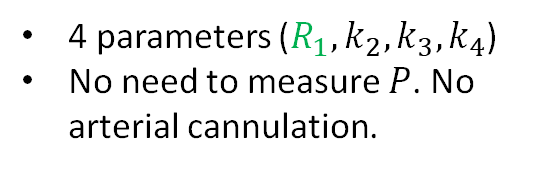 • 4 parameters (R₁, k₂, k₃, k₄)
• No need to measure P. No
arterial cannulation.